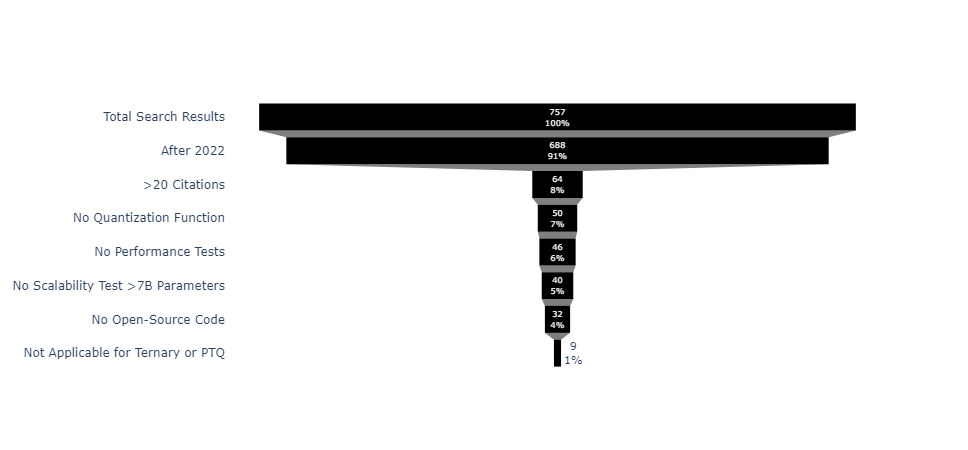 Total Search Results
757
100%
After 2022
688
91%
>20 Citations
64
8%
No Quantization Function
50
7%
No Performance Tests
46
6%
No Scalability Test >7B Parameters
40
5%
No Open-Source Code
32
4%
Not Applicable for Ternary or PTQ
9
1%